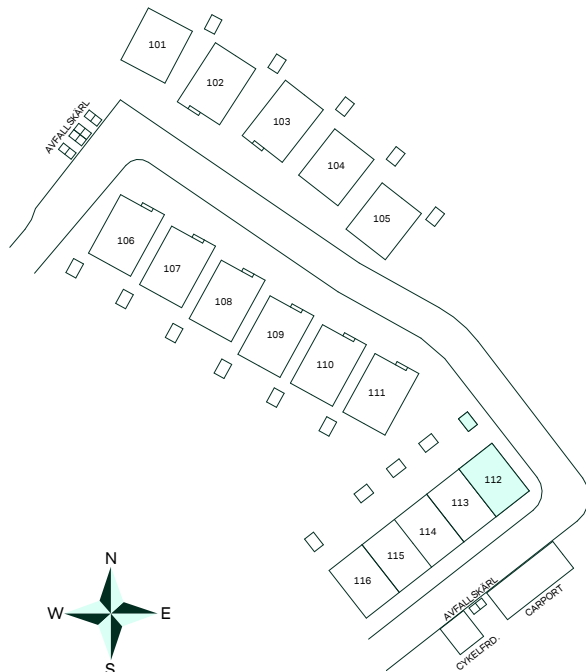 101
102
103
104
105
AVFALLSKÄRL
106
107
108
109
110
111
112
113
114
115
116
AVFALLSKÄRL
CARPORT
CYKELFRD.
N
W E
S